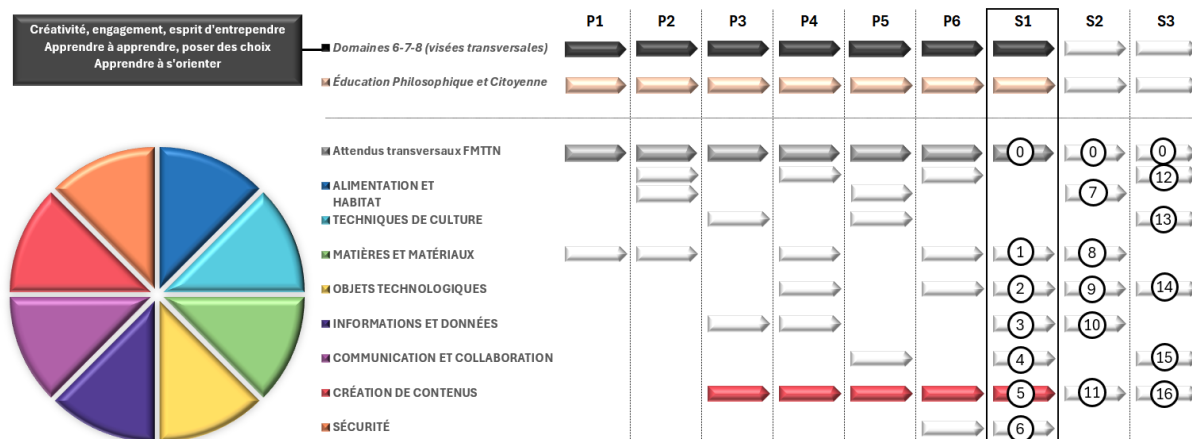 P1 P2 P3 P4 P5 P6 S1 S2 S3
Créativité, engagement, esprit d'entrependre
Apprendre à apprendre, poser des choix
Apprendre à s'orienter
Domaines 6-7-8 (visées transversales)
Éducation Philosophique et Citoyenne
Attendus transversaux FMTTN 0 0 0
12
ALIMENTATION ET
HABITAT
7
TECHNIQUES DE CULTURE 13
MATIÈRES ET MATÉRIAUX 1 8
OBJETS TECHNOLOGIQUES 2 9 14
INFORMATIONS ET DONNÉES 3 10
COMMUNICATION ET COLLABORATION 4 15
CRÉATION DE CONTENUS 5 11 16
SÉCURITÉ 6